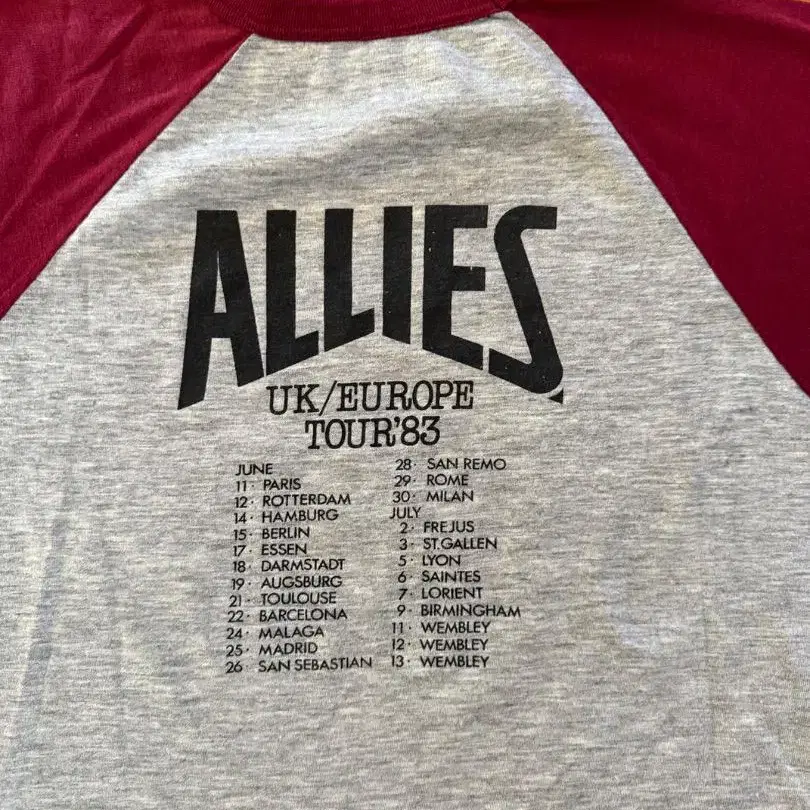 ALLIES
UK/EUROPE
TOUR'83
JUNE
11· PARIS
12· ROTTERDAM
14· HAMBURG
15· BERLIN
17· ESSEN
18· DARMSTADT
19· AUGSBURG
21· TOULOUSE
22· BARCELONA
24· MALAGA
25· MADRID
26· SAN SEBASTIAN
28· SAN REMO
29· ROME
30· MILAN
JULY
2· FREJUS
3· ST.GALLEN
5· LYON
6· SAINTES
7· LORIENT
9· BIRMINGHAM
11· WEMBLEY
12· WEMBLEY
13· WEMBLEY